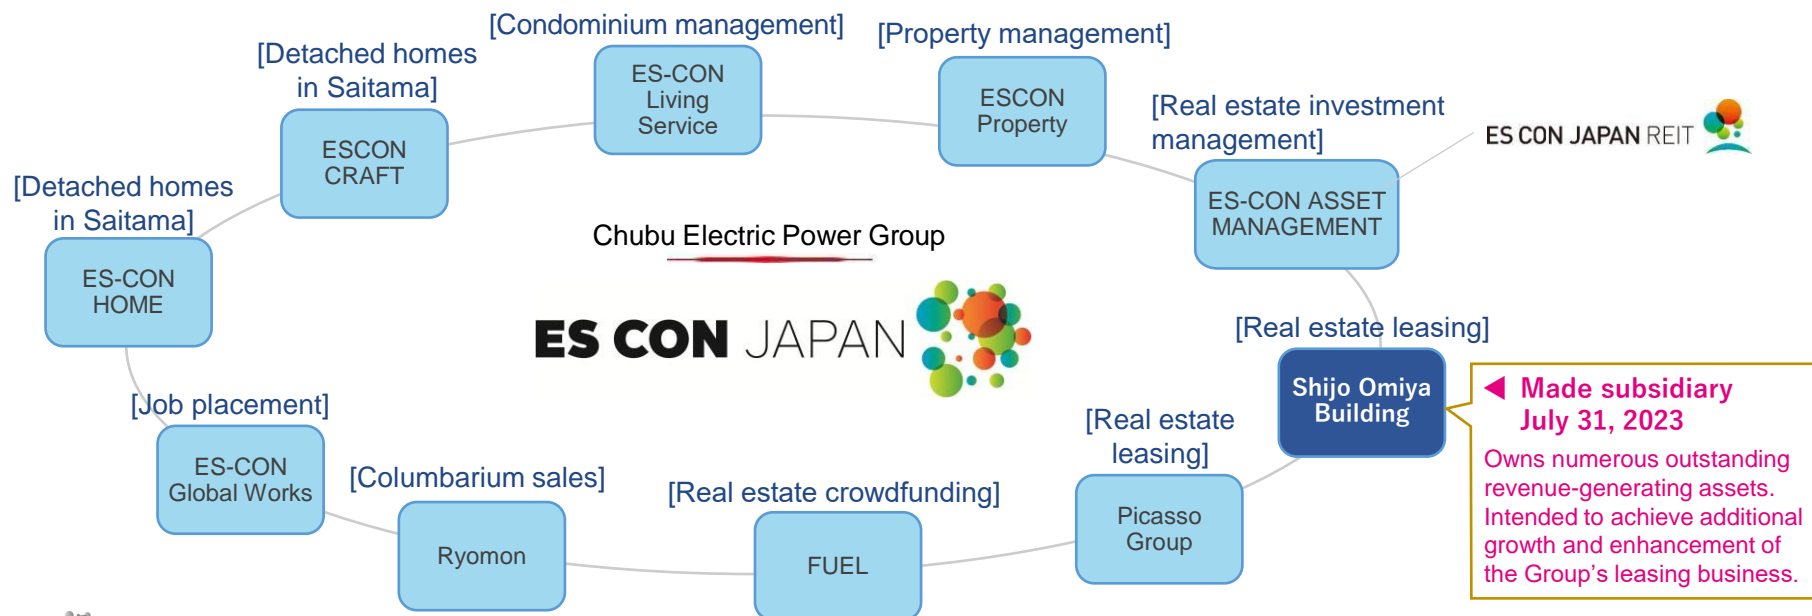 [Condominium management]
[Property management]
[Detached homes
in Saitama]
ES-CON
Living
Service
ESCON
Property
[Real estate investment
management]
ES CON JAPAN REIT
ESCON
CRAFT
[Detached homes
in Saitama]
ES-CON ASSET
MANAGEMENT
Chubu Electric Power Group
ES-CON
HOME
ES CON JAPAN
[Real estate leasing]
Shijo Omiya
Building
◀ Made subsidiary
July 31, 2023
Owns numerous outstanding
revenue-generating assets.
Intended to achieve additional
growth and enhancement of
the Group's leasing business.
[Job placement]
ES-CON
Global Works
[Real estate
leasing]
Picasso
Group
[Columbarium sales]
Ryomon
[Real estate crowdfunding]
FUEL